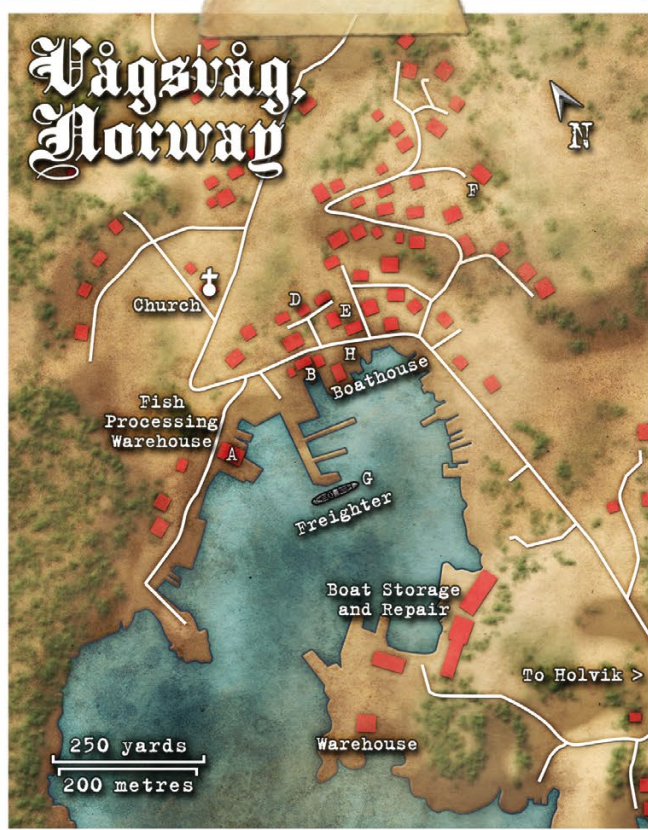 Vågsvåg,
Norway
N
F
Church
D
E
H
B
Boathouse
Fish
Processing
Warehouse
A
G
Freighter
Boat Storage
and Repair
To Holvik >
Warehouse
250 yards
200 metres